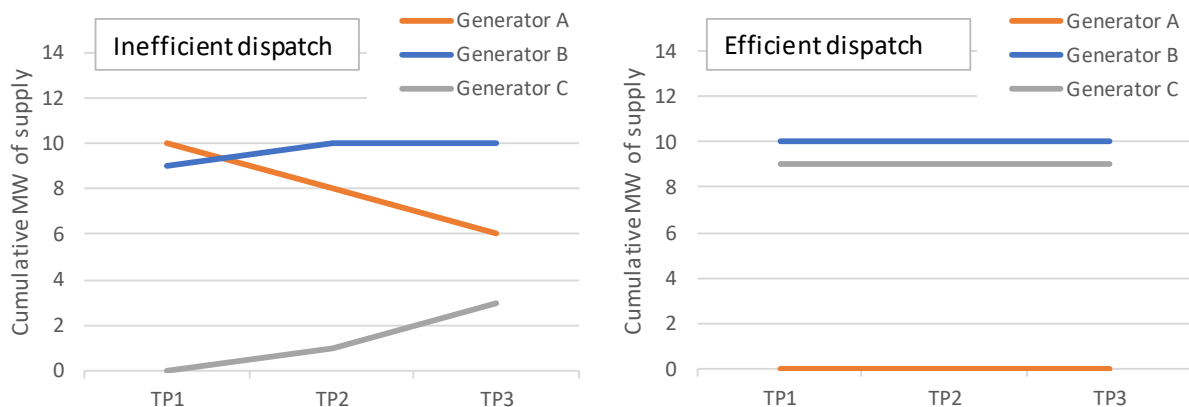 Inefficient dispatch
Generator A
Generator B
Generator C
Cumulative MW of supply
14
12
10
8
6
4
2
0
TP1 TP2 TP3
Efficient dispatch
Generator A
Generator B
Generator C
Cumulative MW of supply
14
12
10
8
6
4
2
0
TP1 TP2 TP3